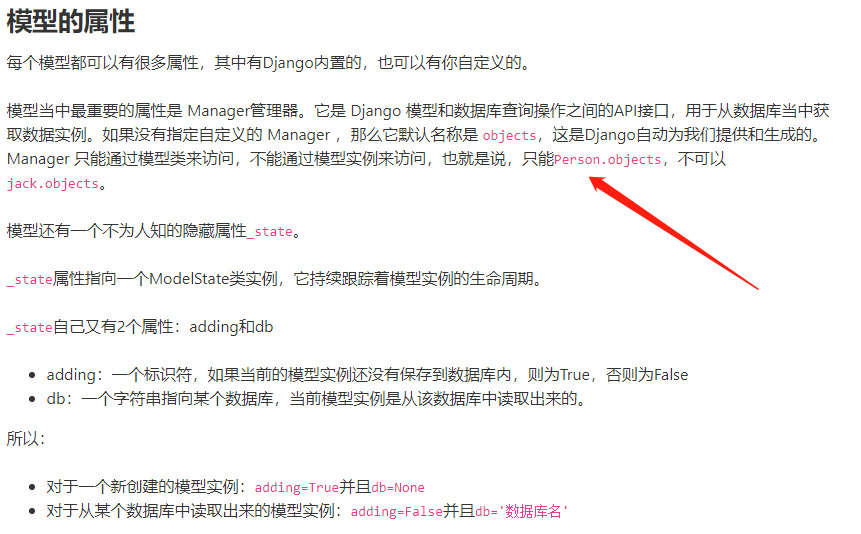 模型的属性
每个模型都可以有很多属性，其中有Django内置的，也可以有你自定义的。
模型当中最重要的属性是 Manager管理器。它是 Django 模型和数据库查询操作之间的API接口，用于从数据库当中获
取数据实例。如果没有指定自定义的 Manager ，那么它默认名称是 objects，这是Django自动为我们提供和生成的。
Manager 只能通过模型类来访问，不能通过模型实例来访问，也就是说，只能Person.objects，不可以
jack.objects。
模型还有一个不为人知的隐藏属性_state。
_state属性指向一个ModelState类实例，它持续跟踪着模型实例的生命周期。
_state自己又有2个属性：adding和db
• adding：一个标识符，如果当前的模型实例还没有保存到数据库内，则为True，否则为False
• db：一个字符串指向某个数据库，当前模型实例是从该数据库中读取出来的。
所以：
• 对于一个新创建的模型实例：adding=True并且db=None
• 对于从某个数据库中读取出来的模型实例：adding=False并且db='数据库名'